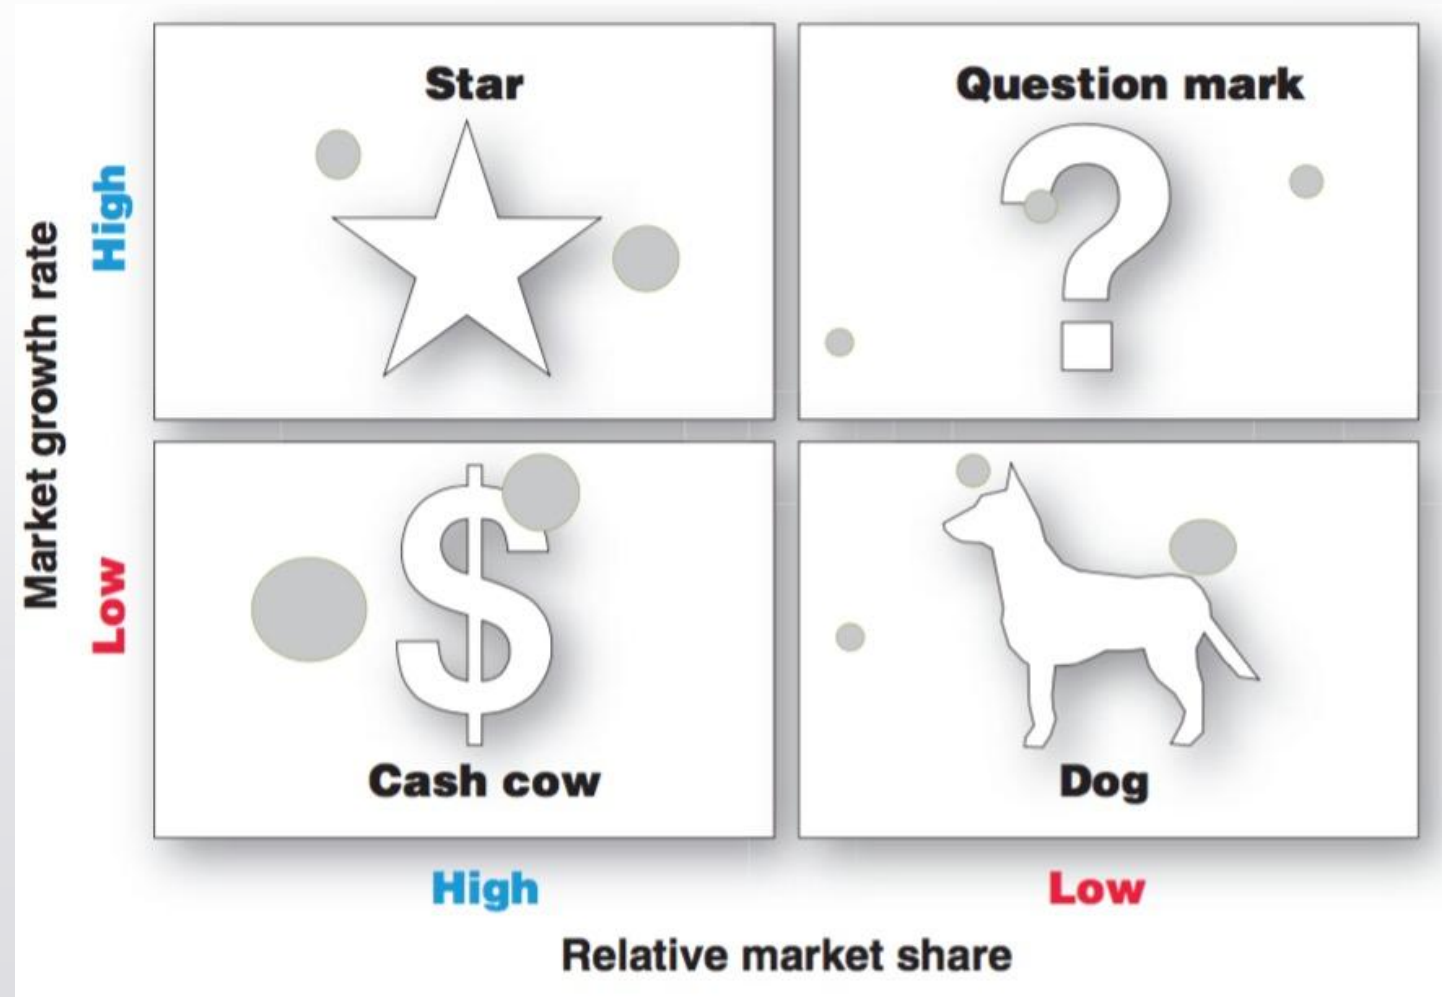 Star
Question mark
Market growth rate
High
Low
Cash cow
Dog
High
Low
Relative market share